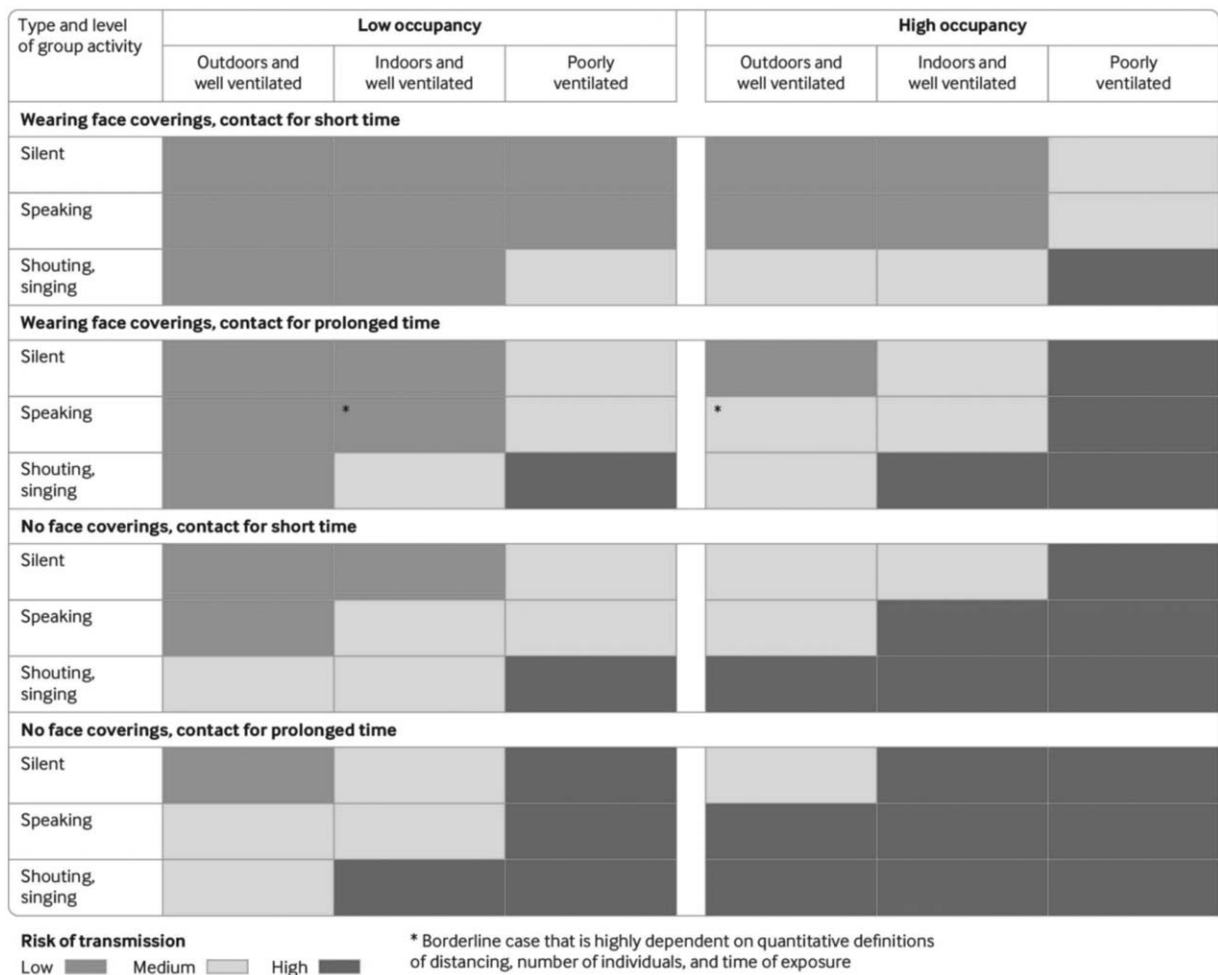 Type and level
of group activity
Low occupancy
High occupancy
Outdoors and
well ventilated
Indoors and
well ventilated
Poorly
ventilated
Outdoors and
well ventilated
Indoors and
well ventilated
Poorly
ventilated
Wearing face coverings, contact for short time
Silent
Speaking
Shouting,
singing
Wearing face coverings, contact for prolonged time
Silent
Speaking
*
*
Shouting,
singing
No face coverings, contact for short time
Silent
Speaking
Shouting,
singing
No face coverings, contact for prolonged time
Silent
Speaking
Shouting,
singing
Risk of transmission
Low Medium High
* Borderline case that is highly dependent on quantitative definitions
of distancing, number of individuals, and time of exposure